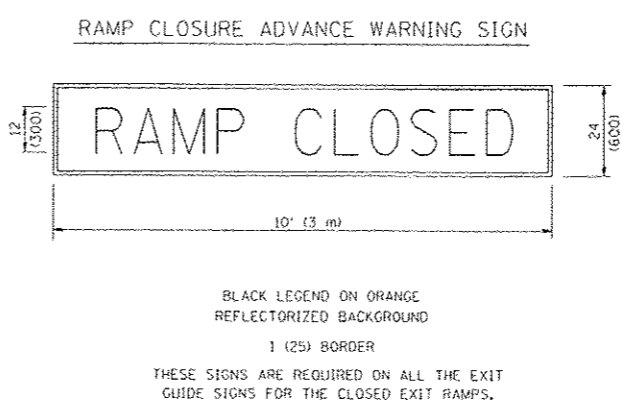 RAMP CLOSURE ADVANCE WARNING SIGN
12
(300)
RAMP CLOSED
24
(600)
10' (3 m)
BLACK LEGEND ON ORANGE
REFLECTORIZED BACKGROUND
1 (25) BORDER
THESE SIGNS ARE REQUIRED ON ALL THE EXIT
GUIDE SIGNS FOR THE CLOSED EXIT RAMPS.